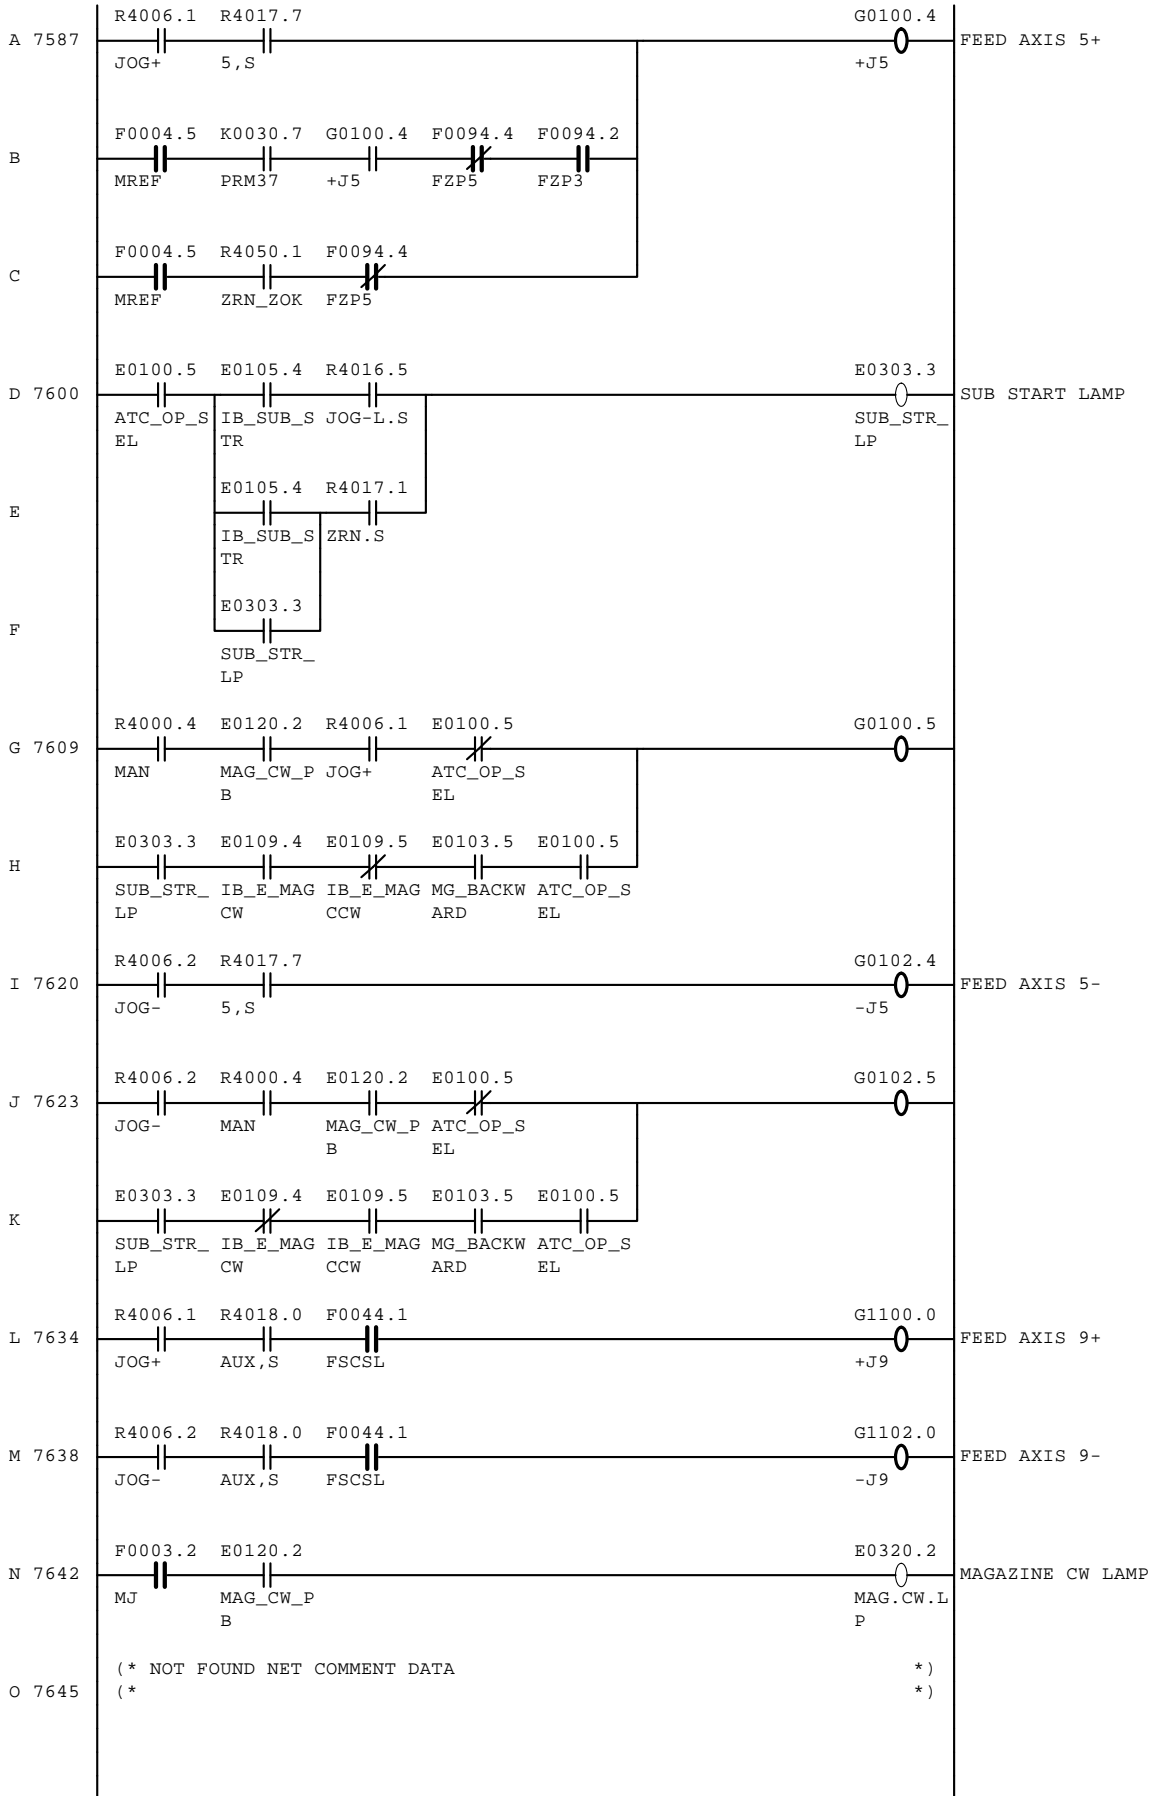 R4006.1 R4017.7 G0100.4
A 7587 FEED AXIS 5+
JOG+ 5,S +J5
F0004.5 K0030.7 G0100.4 F0094.4 F0094.2
B
MREF PRM37 +J5 FZP5 FZP3
F0004.5 R4050.1 F0094.4
C
MREF ZRN_ZOK FZP5
E0100.5 E0105.4 R4016.5 E0303.3
D 7600 SUB START LAMP
ATC_OP_S IB_SUB_S JOG-L.S SUB_STR_
EL TR LP
E0105.4 R4017.1
E
IB_SUB_S ZRN.S
TR
E0303.3
F
SUB_STR_
LP
R4000.4 E0120.2 R4006.1 E0100.5 G0100.5
G 7609
MAN MAG_CW_P JOG+ ATC_OP_S
B EL
E0303.3 E0109.4 E0109.5 E0103.5 E0100.5
H
SUB_STR_ IB_E_MAG IB_E_MAG MG_BACKW ATC_OP_S
LP CW CCW ARD EL
R4006.2 R4017.7 G0102.4
I 7620 FEED AXIS 5-
JOG- 5,S -J5
R4006.2 R4000.4 E0120.2 E0100.5 G0102.5
J 7623
JOG- MAN MAG_CW_P ATC_OP_S
B EL
E0303.3 E0109.4 E0109.5 E0103.5 E0100.5
K
SUB_STR_ IB_E_MAG IB_E_MAG MG_BACKW ATC_OP_S
LP CW CCW ARD EL
R4006.1 R4018.0 F0044.1 G1100.0
L 7634 FEED AXIS 9+
JOG+ AUX,S FSCSL +J9
R4006.2 R4018.0 F0044.1 G1102.0
M 7638 FEED AXIS 9-
JOG- AUX,S FSCSL -J9
F0003.2 E0120.2 E0320.2
N 7642 MAGAZINE CW LAMP
MJ MAG_CW_P MAG.CW.L
B P
(* NOT FOUND NET COMMENT DATA *)
O 7645 (* *)